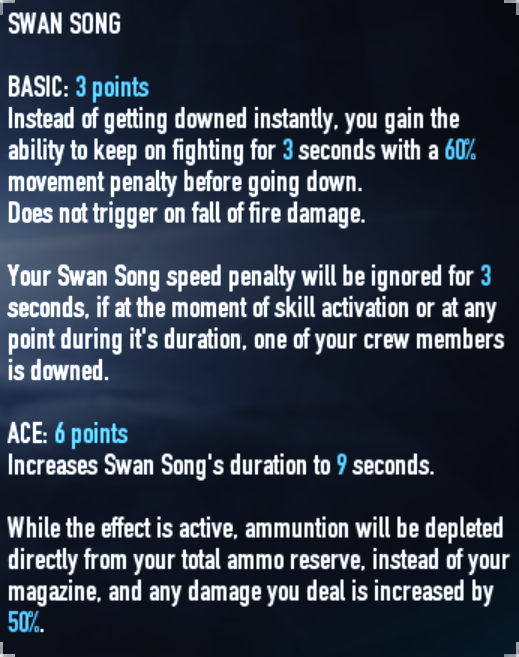 SWAN SONG
BASIC: 3 points
Instead of getting downed instantly, you gain the
ability to keep on fighting for 3 seconds with a 60%
movement penalty before going down.
Does not trigger on fall of fire damage.
Your Swan Song speed penalty will be ignored for 3
seconds, if at the moment of skill activation or at any
point during it's duration, one of your crew members
is downed.
ACE: 6 points
Increases Swan Song's duration to 9 seconds.
While the effect is active, ammuntion will be depleted
directly from your total ammo reserve, instead of your
magazine, and any damage you deal is increased by
50%.